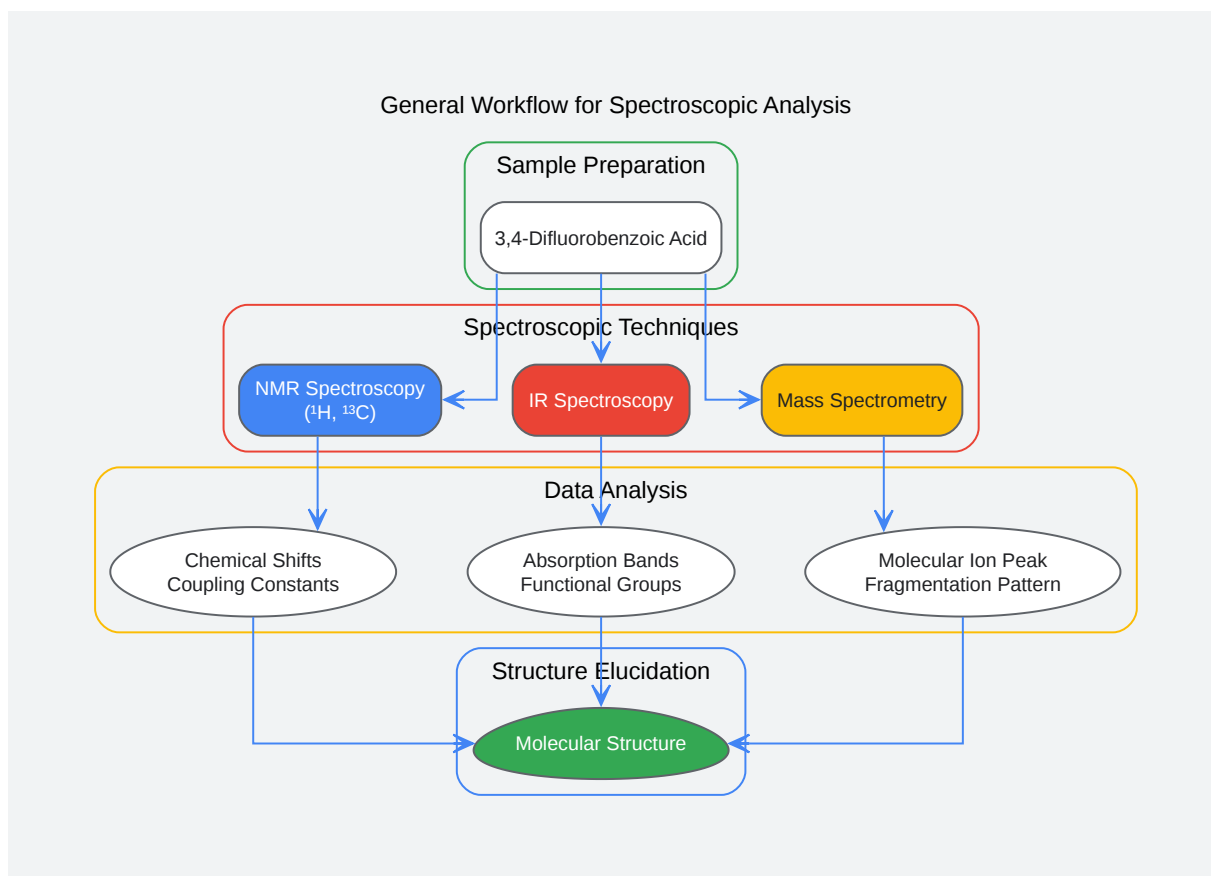 General Workflow for Spectroscopic Analysis
Sample Preparation
3,4-Difluorobenzoic Acid
Spectroscopic Techniques
NMR Spectroscopy
(¹H, ¹³C)
IR Spectroscopy
Mass Spectrometry
Data Analysis
Chemical Shifts
Coupling Constants
Absorption Bands
Functional Groups
Molecular Ion Peak
Fragmentation Pattern
Structure Elucidation
Molecular Structure